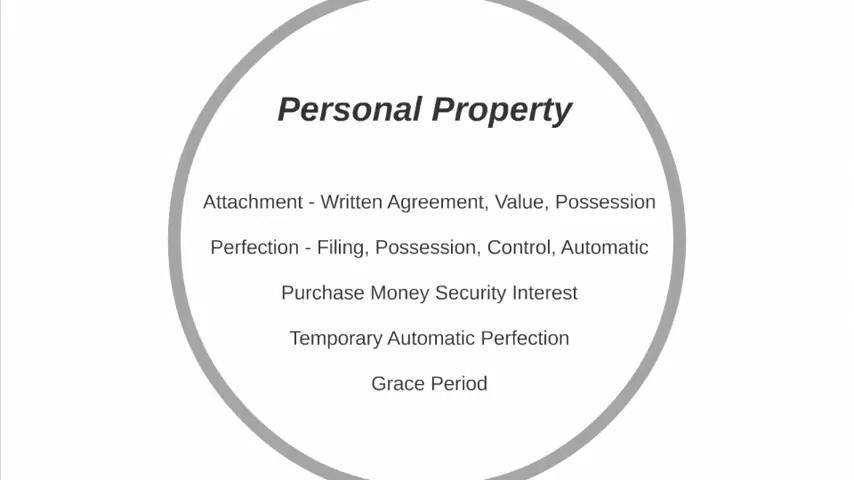 Personal Property
Attachment - Written Agreement, Value, Possession
Perfection - Filing, Possession, Control, Automatic
Purchase Money Security Interest
Temporary Automatic Perfection
Grace Period